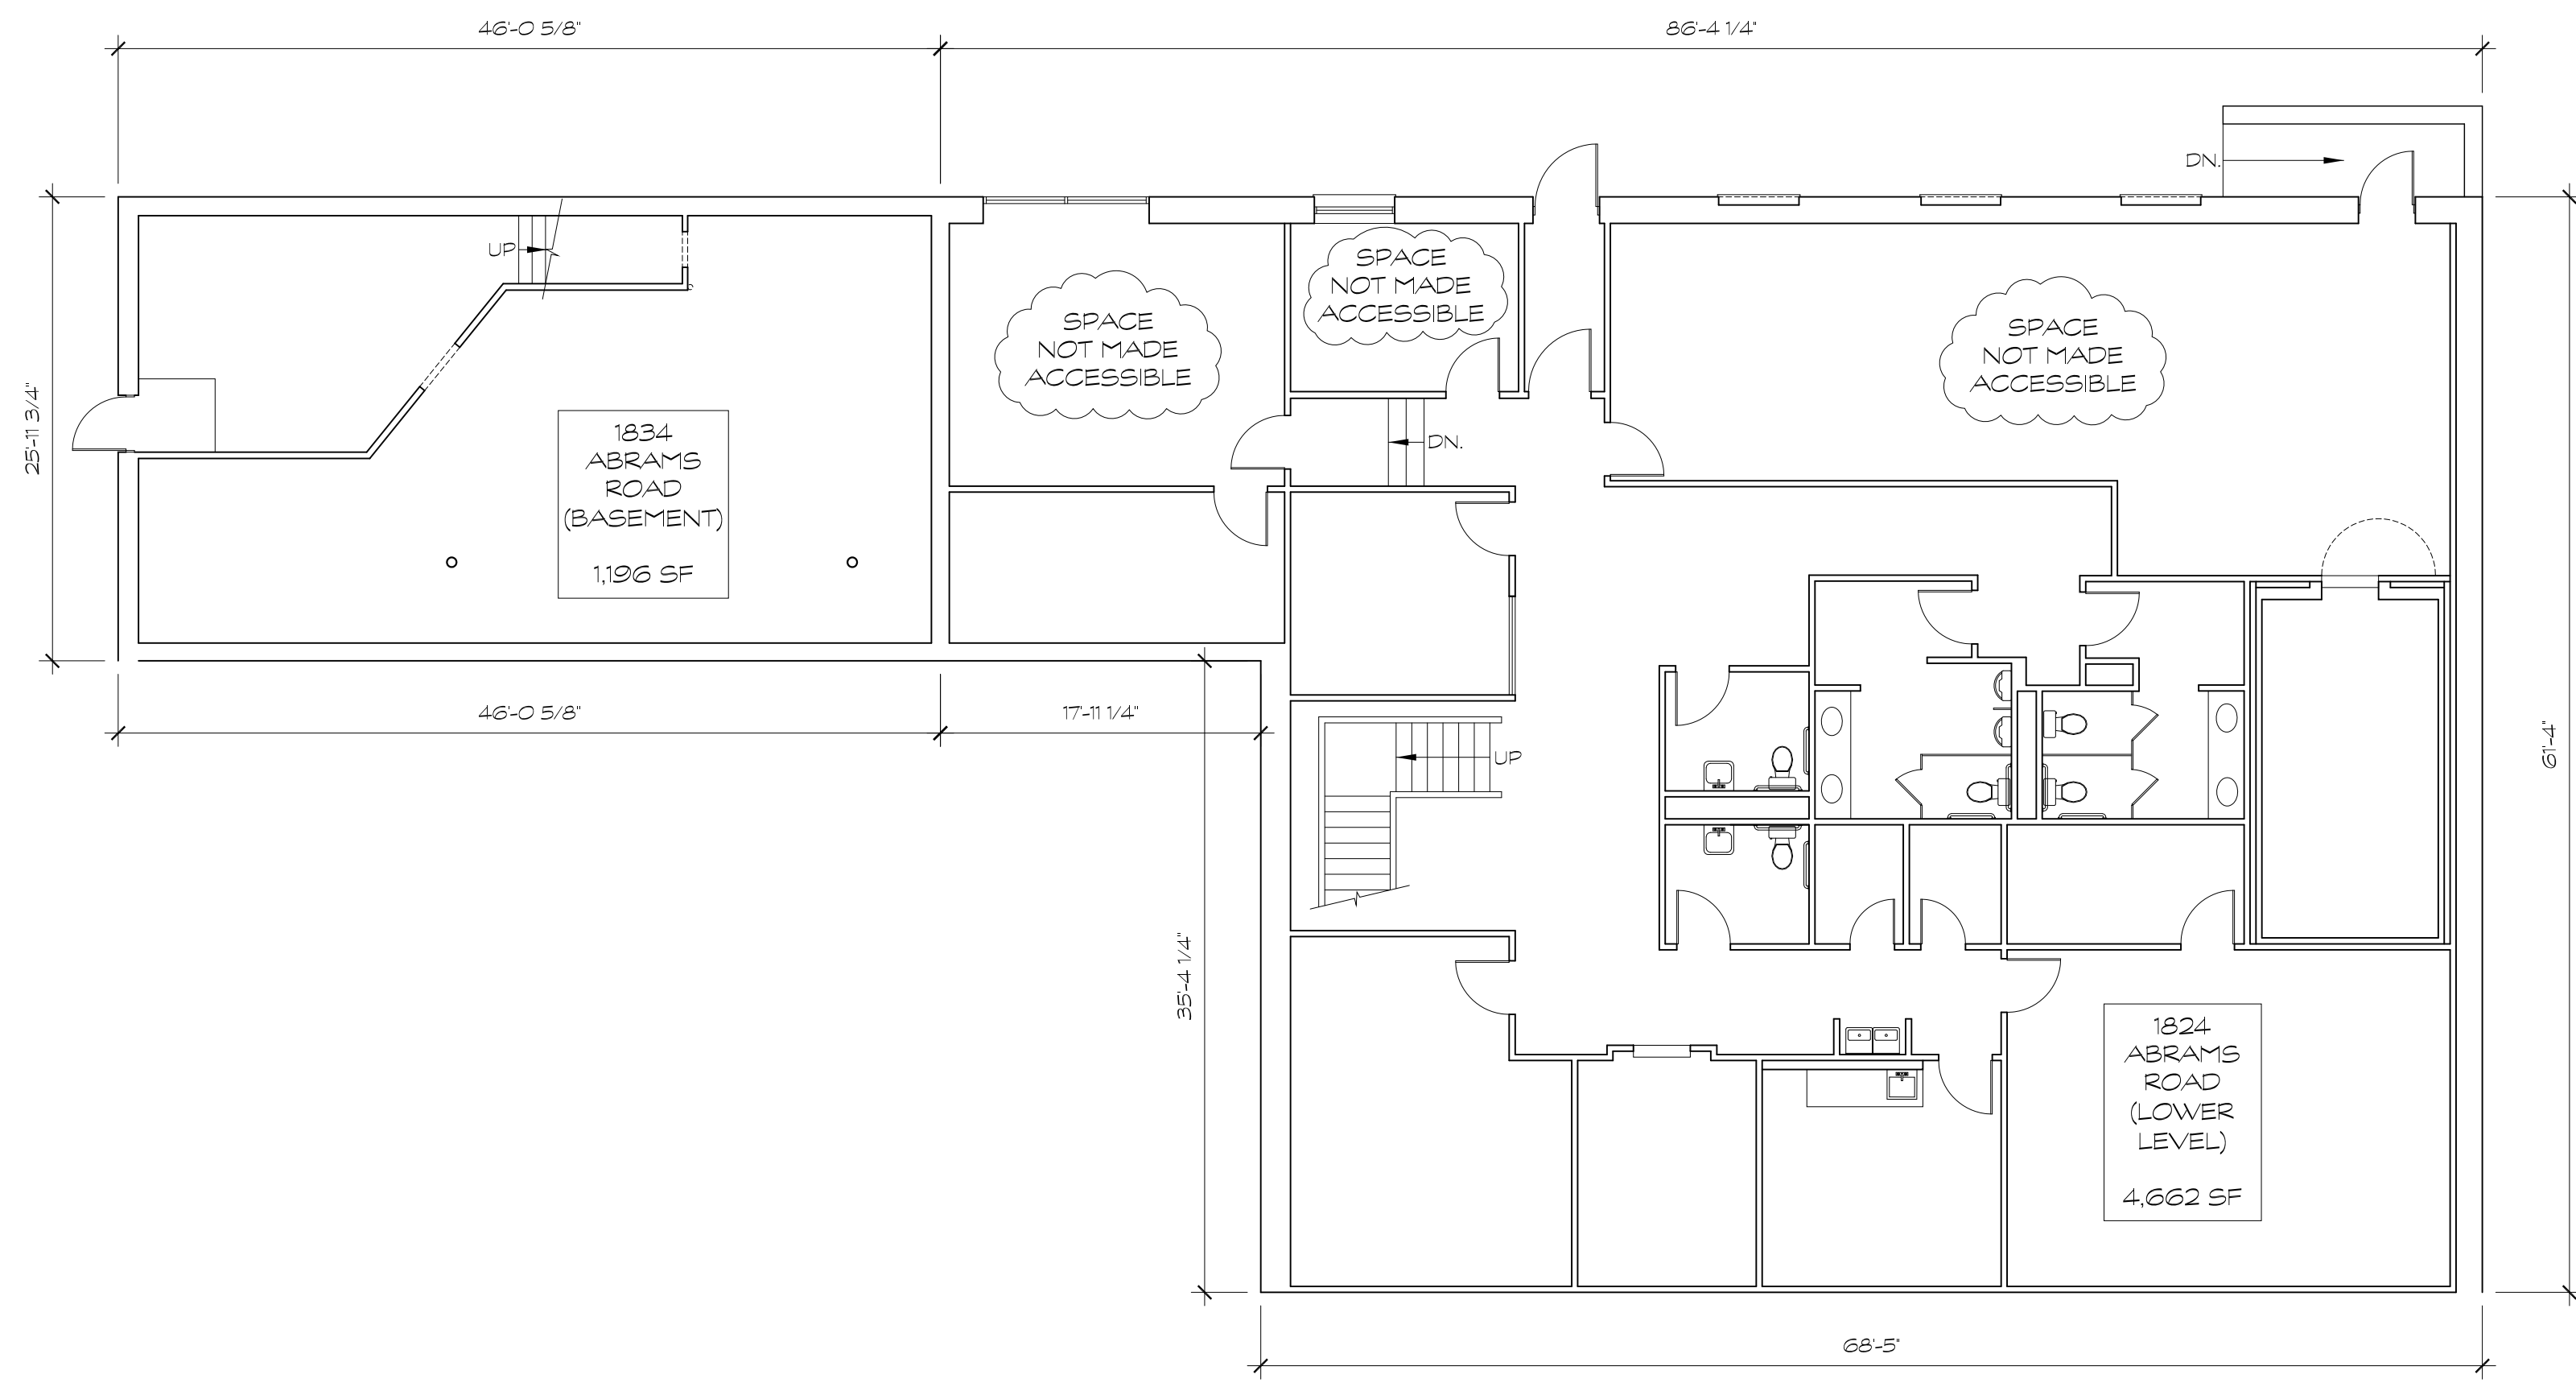 46'-0 5/8"
86'-4 1/4"
DN.
UP
SPACE
NOT MADE
ACCESSIBLE
SPACE
NOT MADE
ACCESSIBLE
SPACE
NOT MADE
ACCESSIBLE
25'-11 3/4"
1834
ABRAMS
ROAD
(BASEMENT)
1,196 SF
DN.
46'-0 5/8"
17'-11 1/4"
UP
61'-4"
35'-4 1/4"
1824
ABRAMS
ROAD
(LOWER
LEVEL)
4,662 SF
68'-5"